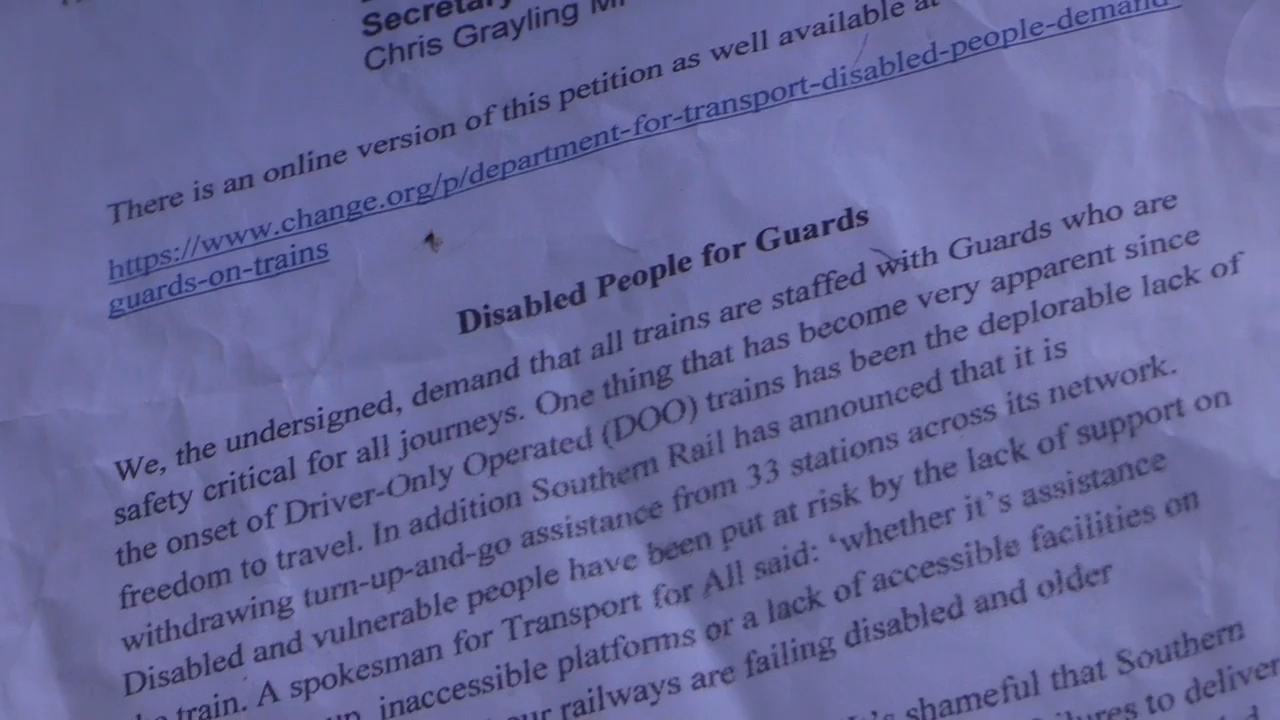 Secretary
Chris Grayling M
There is an online version of this petition as well available at
https://www.change.org/p/department-for-transport-disabled-people-demand-
guards-on-trains
Disabled People for Guards
We, the undersigned, demand that all trains are staffed with Guards who are
safety critical for all journeys. One thing that has become very apparent since
the onset of Driver-Only Operated (DOO) trains has been the deplorable lack of
freedom to travel. In addition Southern Rail has announced that it is
withdrawing turn-up-and-go assistance from 33 stations across its network.
Disabled and vulnerable people have been put at risk by the lack of support on
train. A spokesman for Transport for All said: ‘whether it’s assistance
inaccessible platforms or a lack of accessible facilities on
railways are failing disabled and older
shameful that Southern
to deliver